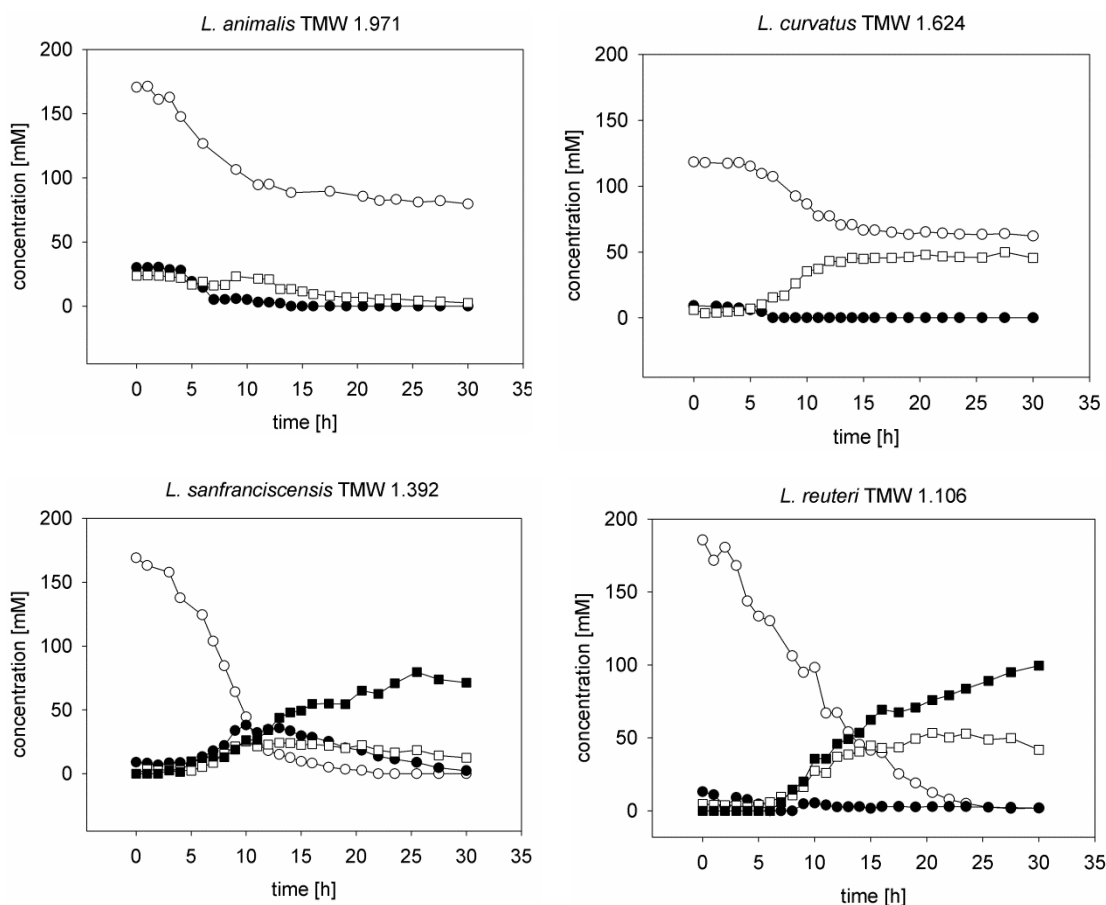 L. animalis TMW 1.971
200
150
100
50
0
concentration [mM]
0 5 10 15 20 25 30 35
time [h]
L. curvatus TMW 1.624
200
150
100
50
0
concentration [mM]
0 5 10 15 20 25 30 35
time [h]
L. sanfranciscensis TMW 1.392
200
150
100
50
0
concentration [mM]
0 5 10 15 20 25 30 35
time [h]
L. reuteri TMW 1.106
200
150
100
50
0
concentration [mM]
0 5 10 15 20 25 30 35
time [h]